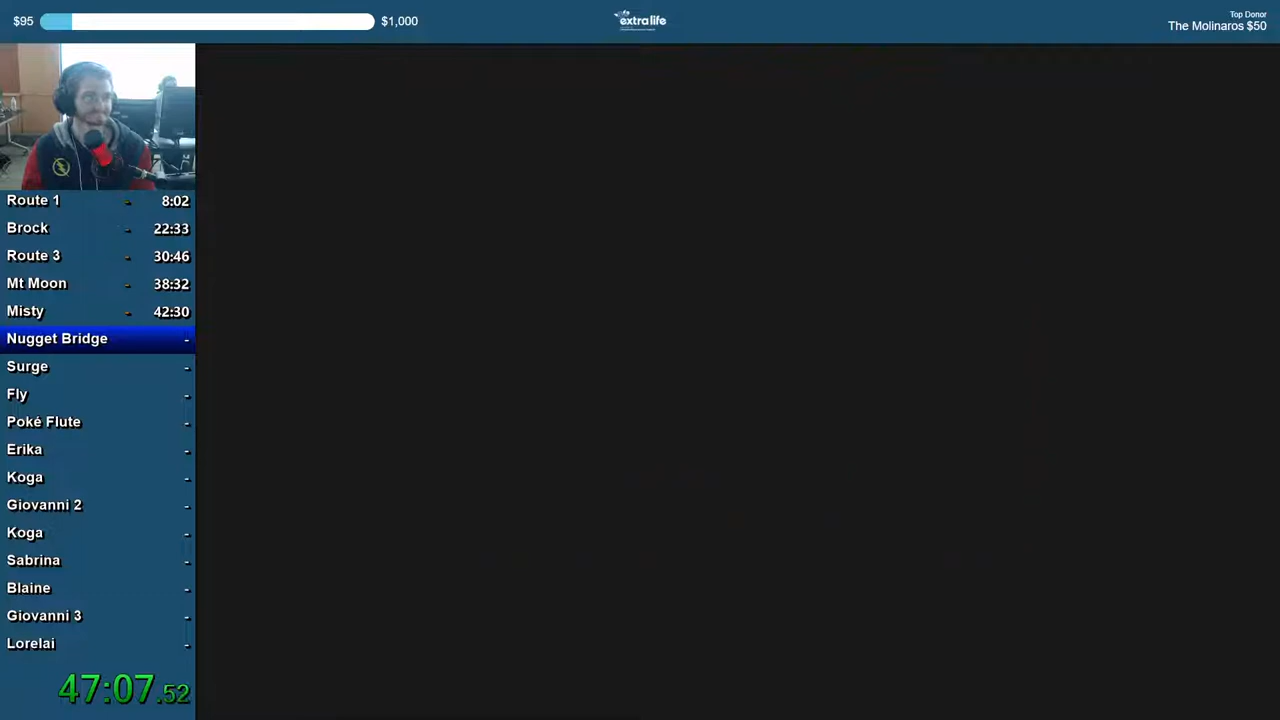 $95
$1,000
extralife
Top Donor
The Molinaros $50
Route 1 - 8:02
Brock - 22:33
Route 3 - 30:46
Mt Moon - 38:32
Misty - 42:30
Nugget Bridge -
Surge -
Fly -
Poké Flute -
Erika -
Koga -
Giovanni 2 -
Koga -
Sabrina -
Blaine -
Giovanni 3 -
Lorelai -
47:07.52